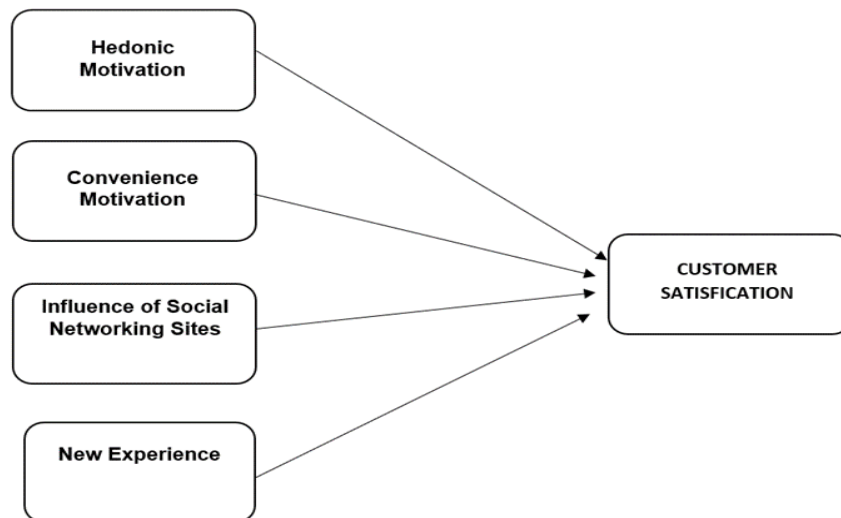 Hedonic
Motivation
Convenience
Motivation
Influence of Social
Networking Sites
New Experience
CUSTOMER
SATISFICATION